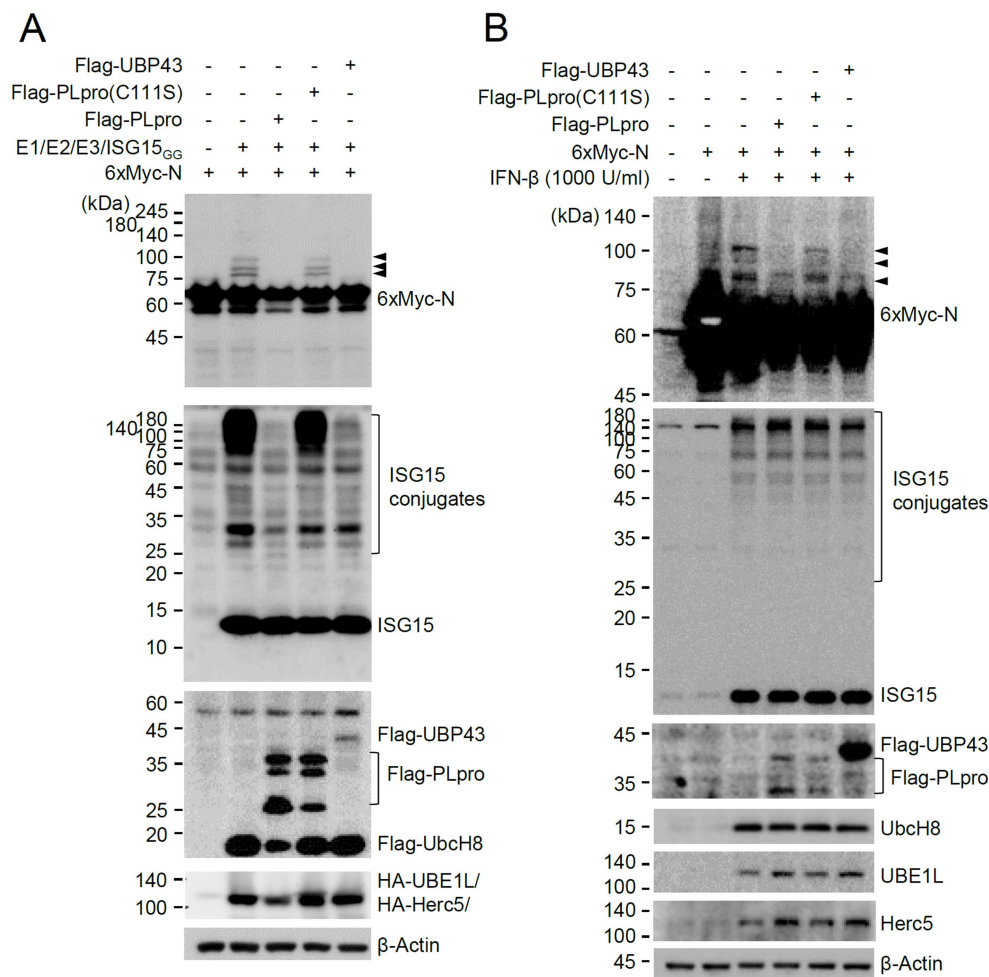 A
Flag-UBP43 - - - - +
Flag-PLpro(C111S) - - - + -
Flag-PLpro - - + - -
E1/E2/E3/ISG15GG - + + + +
6xMyc-N + + + + +
(kDa)
245
180
140
100
75
60
45
6xMyc-N
180
140
100
75
60
45
35
25
20
15
10
ISG15
conjugates
ISG15
60
45
35
25
20
Flag-UBP43
Flag-PLpro
Flag-UbcH8
140
100
HA-UBE1L/
HA-Herc5/
β-Actin
B
Flag-UBP43 - - - - - +
Flag-PLpro(C111S) - - - - + -
Flag-PLpro - - - + - -
6xMyc-N - + + + + +
IFN-β (1000 U/ml) - - + + + +
(kDa)
140
100
75
60
45
6xMyc-N
180
140
100
75
60
45
35
25
20
15
ISG15
conjugates
ISG15
45
35
Flag-UBP43
Flag-PLpro
15
UbcH8
140
100
UBE1L
140
100
Herc5
45
β-Actin